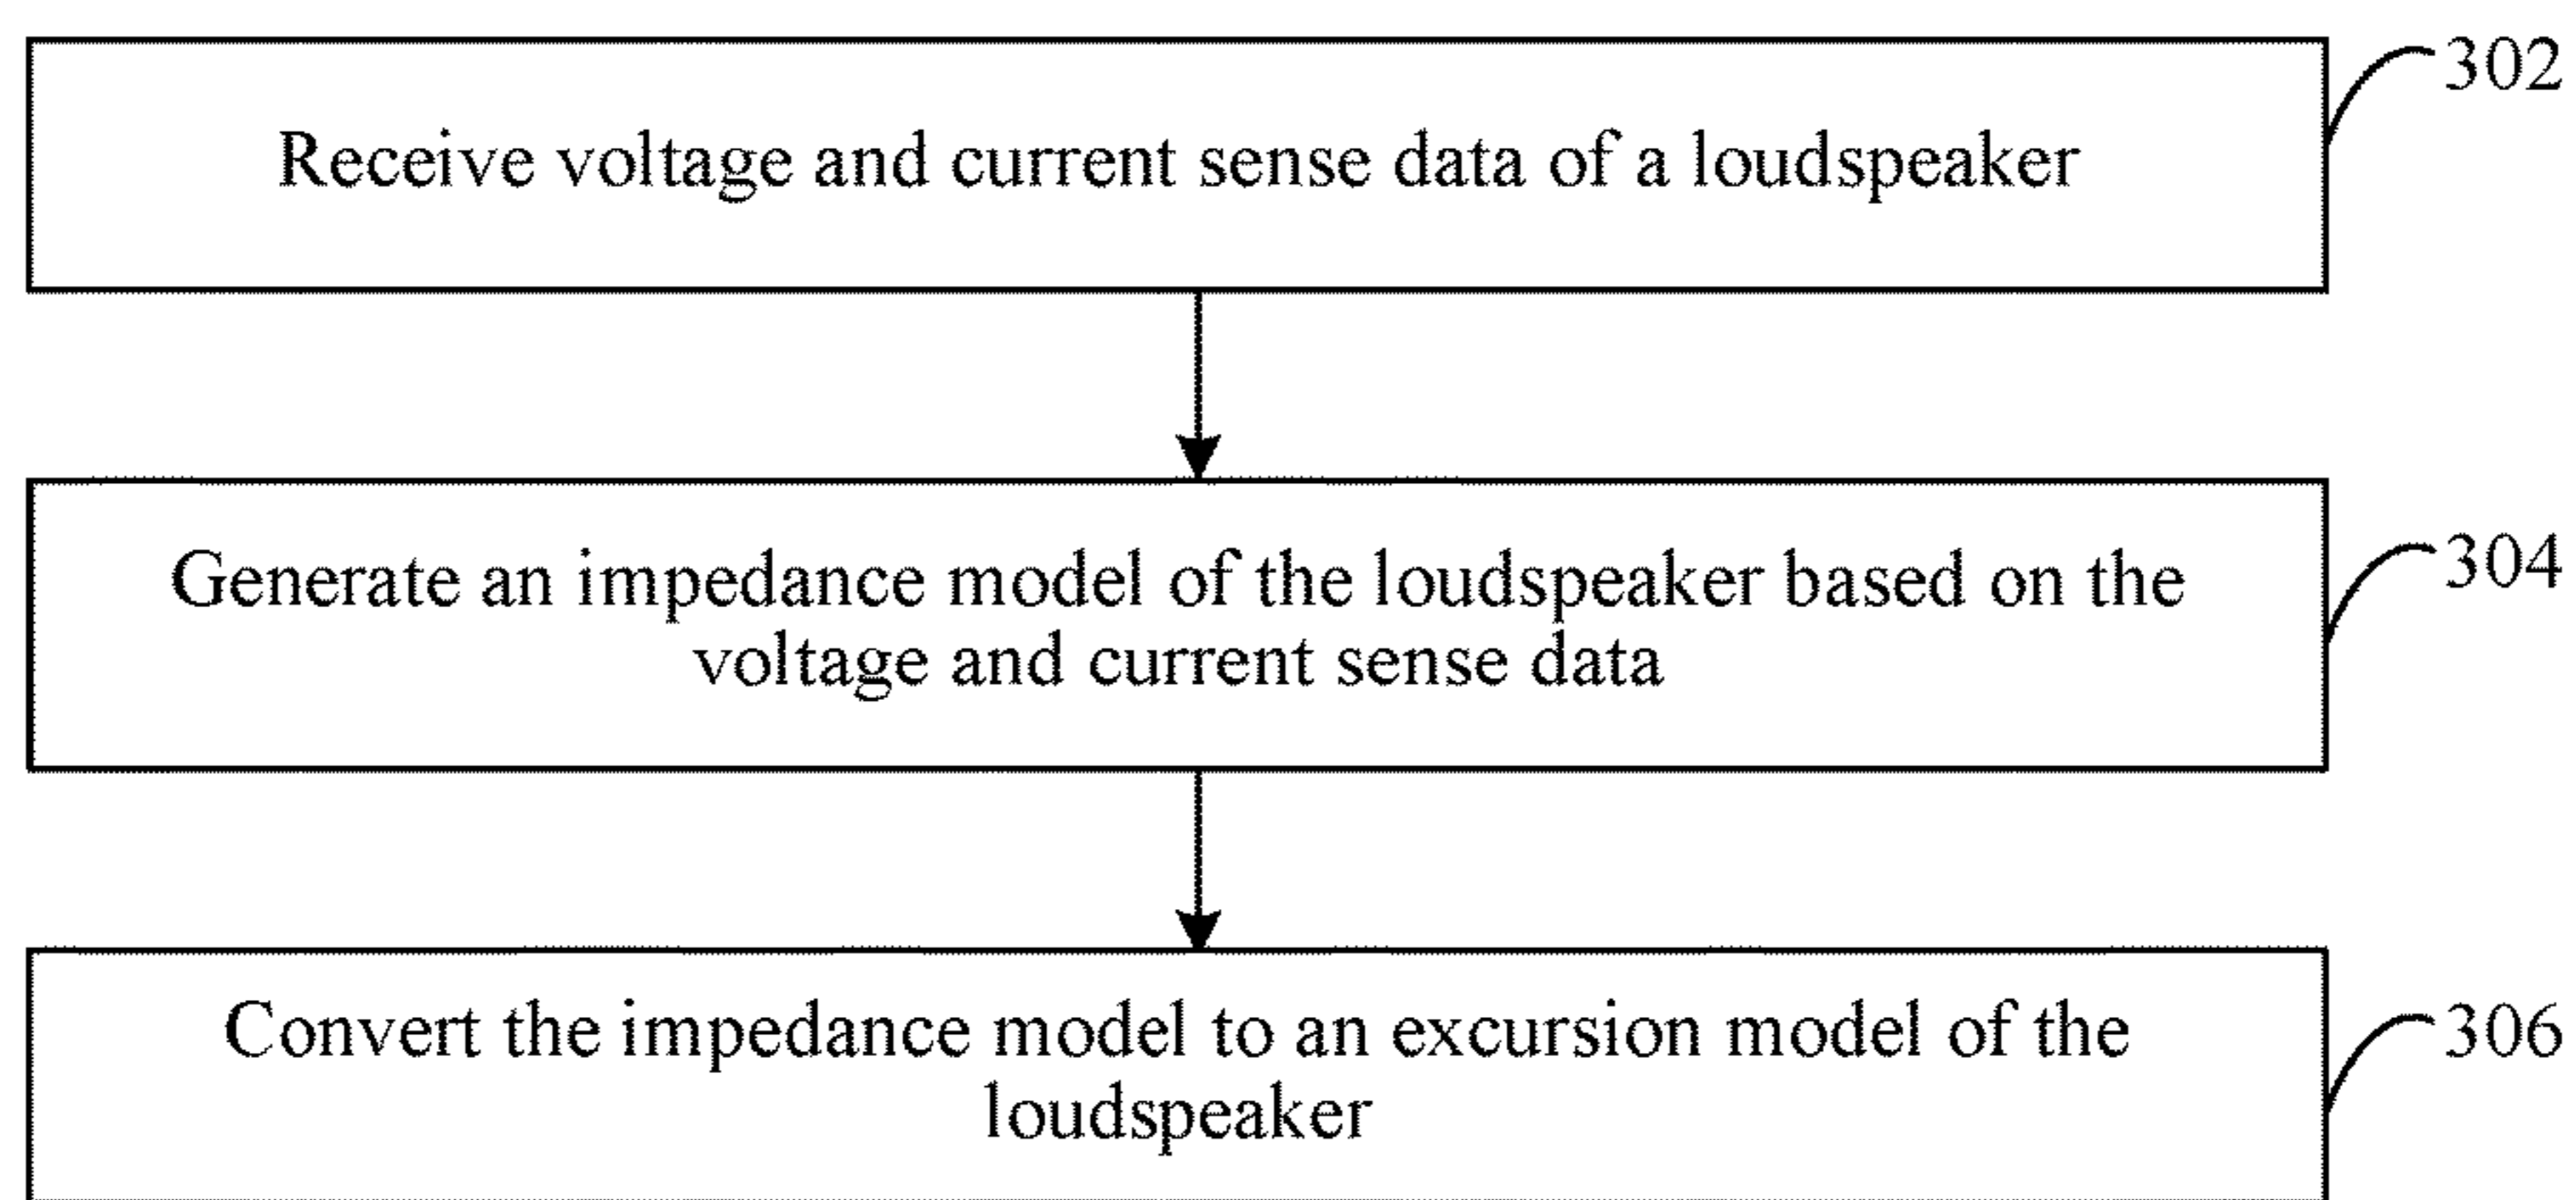 302
Receive voltage and current sense data of a loudspeaker
304
Generate an impedance model of the loudspeaker based on the
voltage and current sense data
306
Convert the impedance model to an excursion model of the
loudspeaker